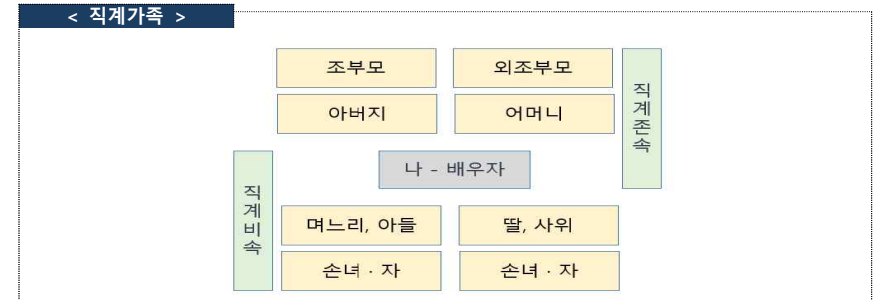 < 직계가족 >
조부모 외조부모
아버지 어머니
직계존속
나 - 배우자
직계비속
며느리, 아들 딸, 사위
손녀 · 자 손녀 · 자